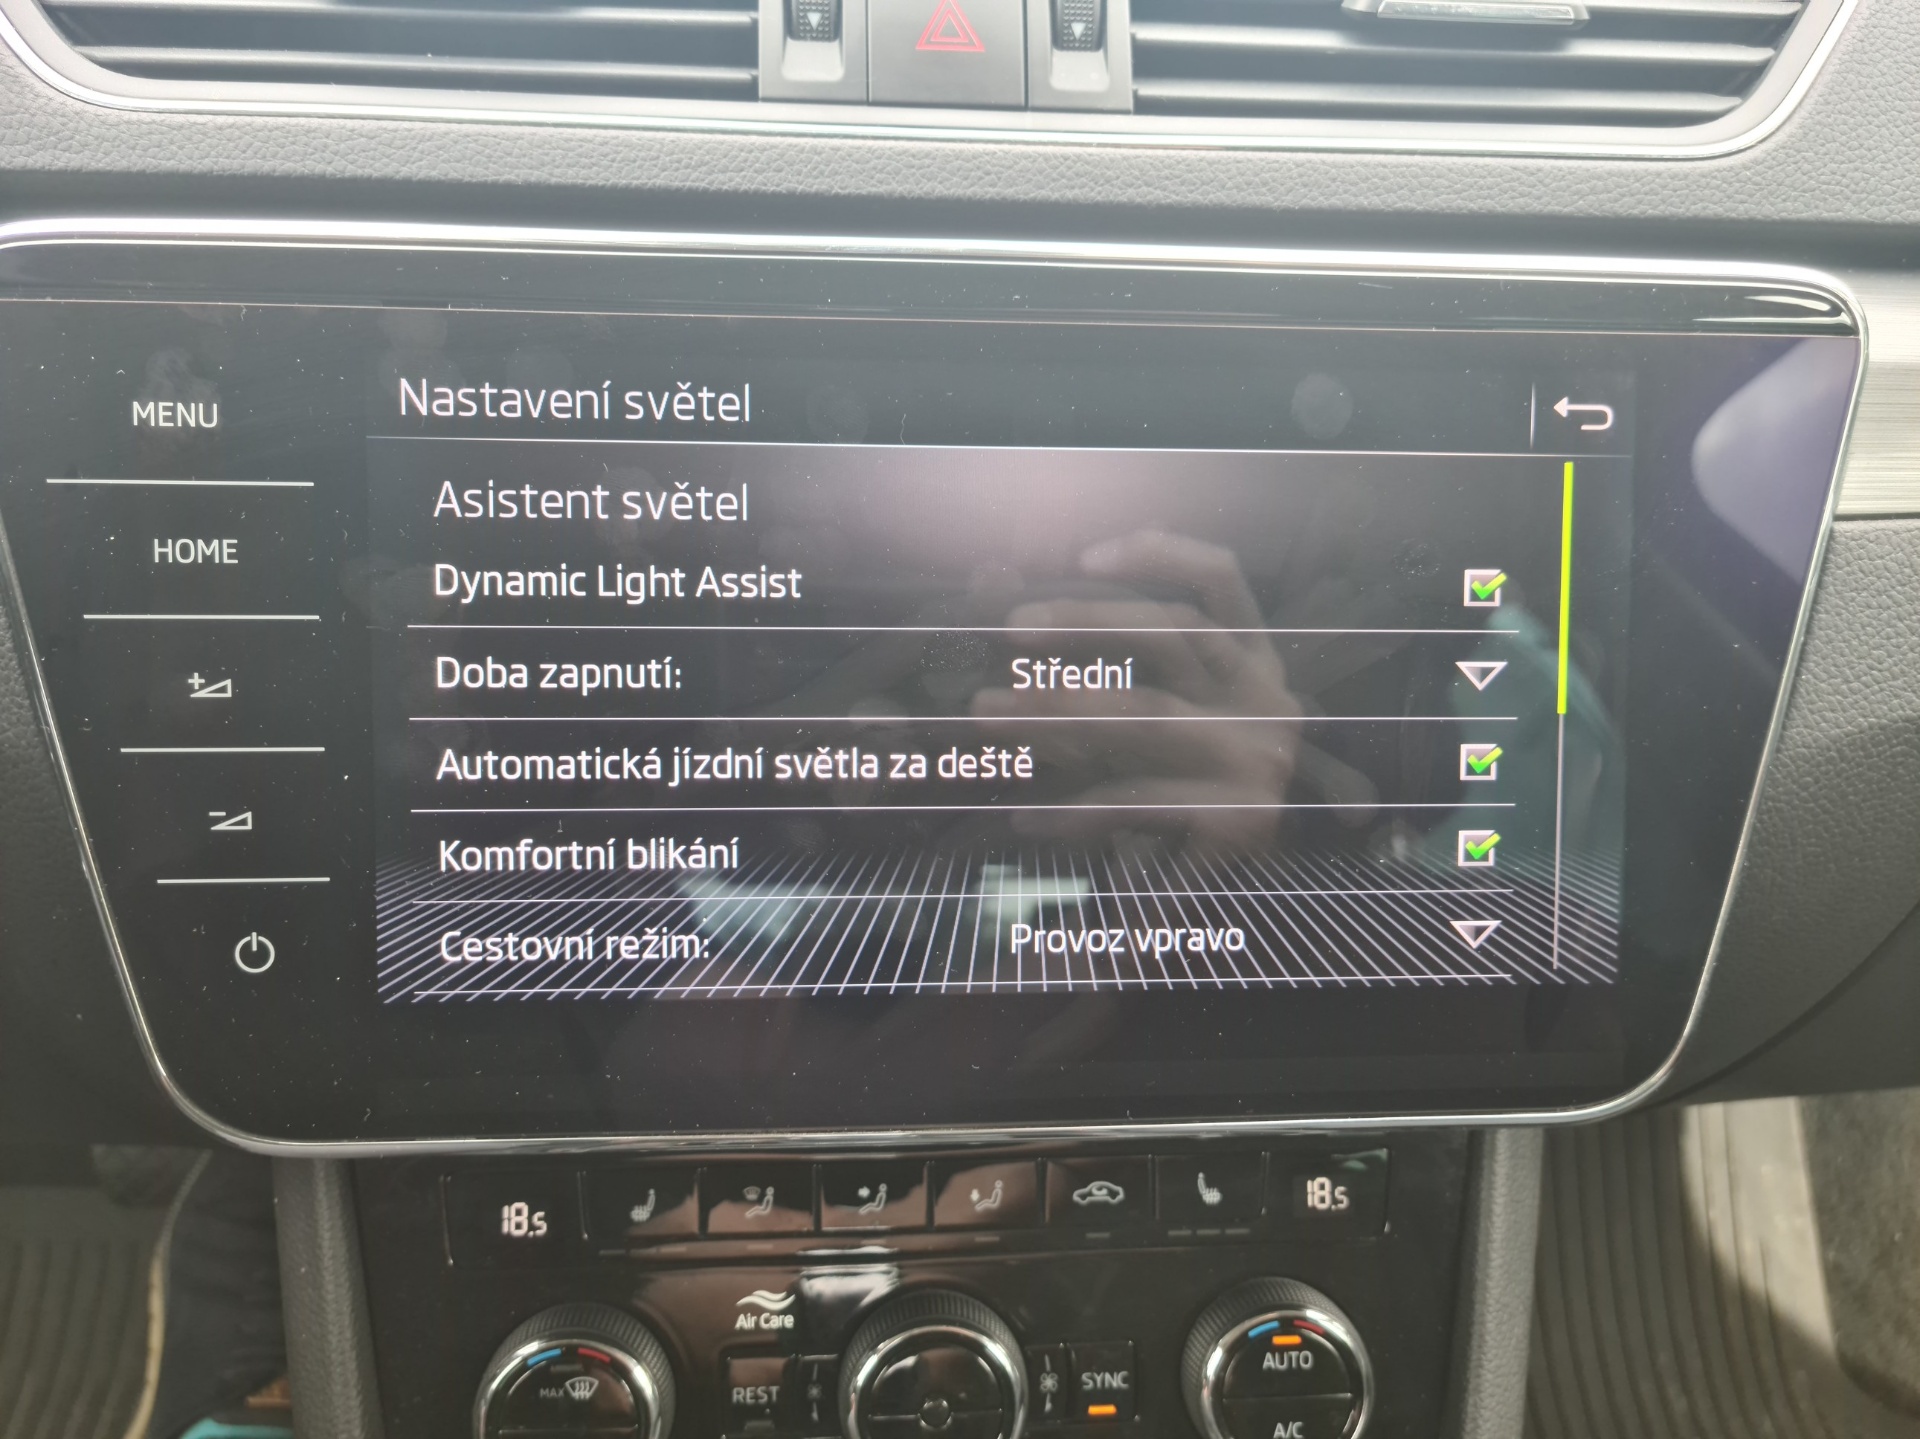 MENU
HOME
Nastavení světel
Asistent světel
Dynamic Light Assist
Doba zapnutí: Střední
Automatická jízdní světla za deště
Komfortní blikání
Cestovní režim: Provoz vpravo
18.5
18.5
Air Care
MAX
REST
SYNC
AUTO
A/C